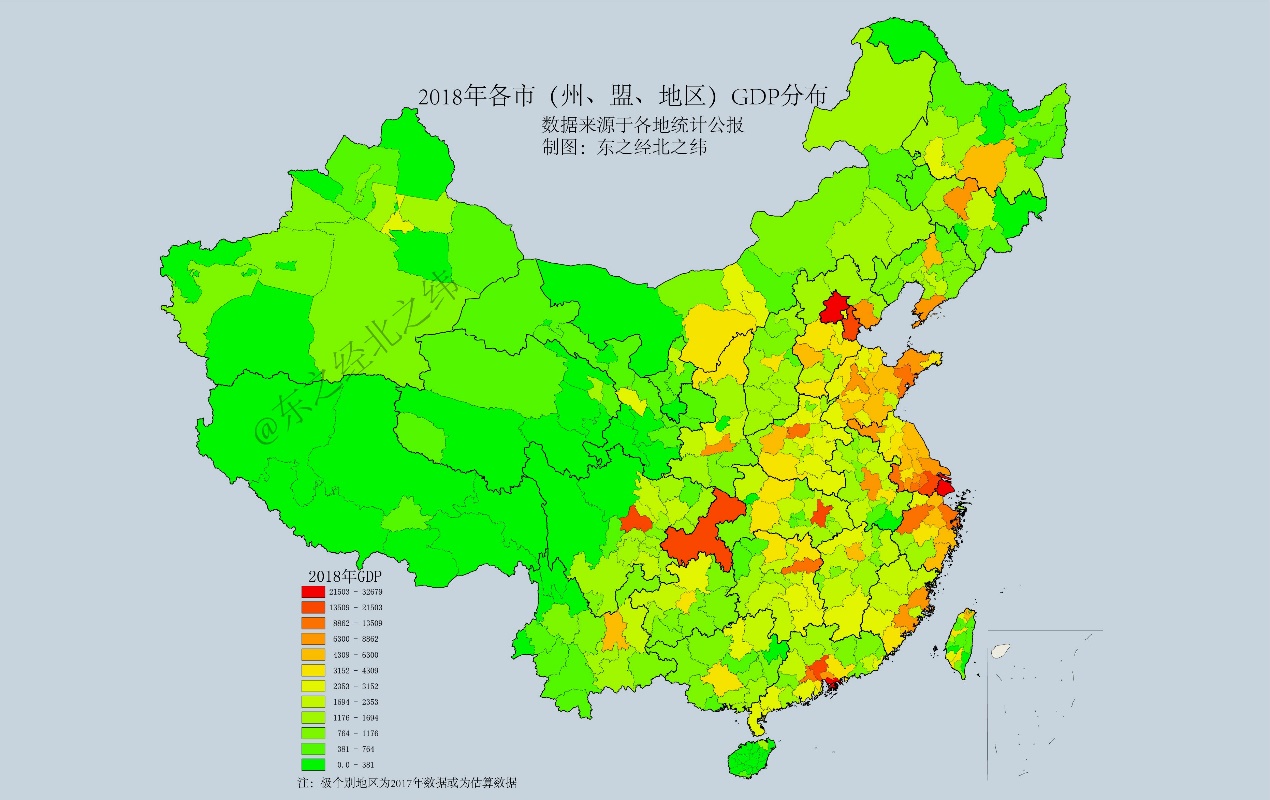 2018年各市（州、盟、地区）GDP分布
数据来源于各地统计公报
制图：东之经北之纬
@东之经北之纬
2018年GDP
21503 - 32679
13509 - 21503
8862 - 13509
6300 - 8862
4309 - 6300
3152 - 4309
2353 - 3152
1694 - 2353
1176 - 1694
764 - 1176
381 - 764
0.0 - 381
注：极个别地区为2017年数据或为估算数据